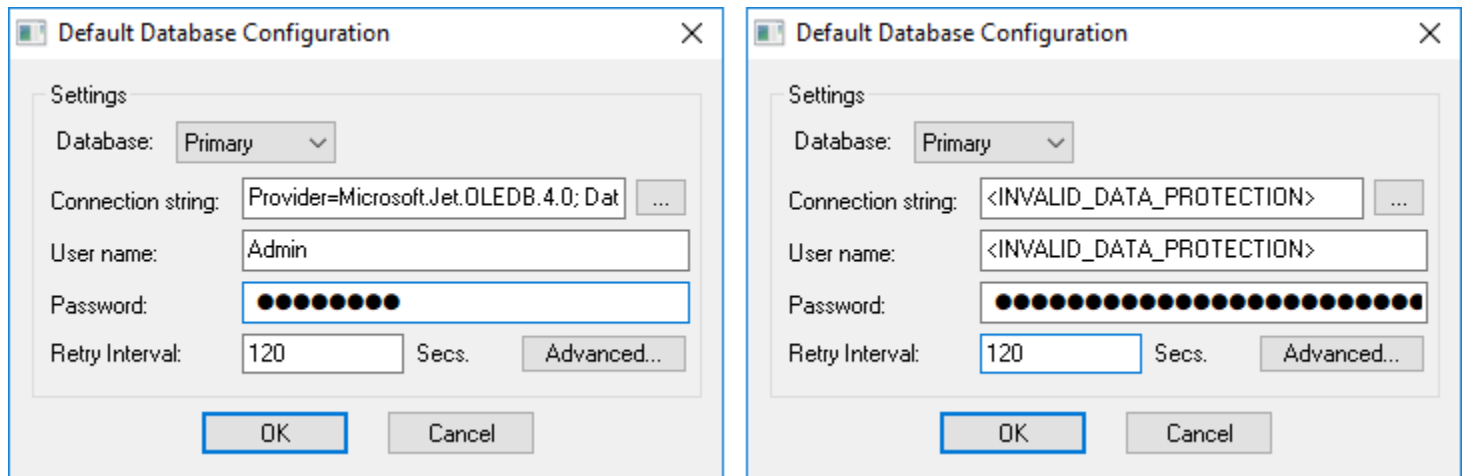 Default Database Configuration
Settings
Database: Primary
Connection string: Provider=Microsoft.Jet.OLEDB.4.0; Dat ...
User name: Admin
Password: ●●●●●●●●
Retry Interval: 120 Secs. Advanced...
OK Cancel
Default Database Configuration
Settings
Database: Primary
Connection string: <INVALID_DATA_PROTECTION> ...
User name: <INVALID_DATA_PROTECTION>
Password: ●●●●●●●●●●●●●●●●●●●●●●●●
Retry Interval: 120 Secs. Advanced...
OK Cancel